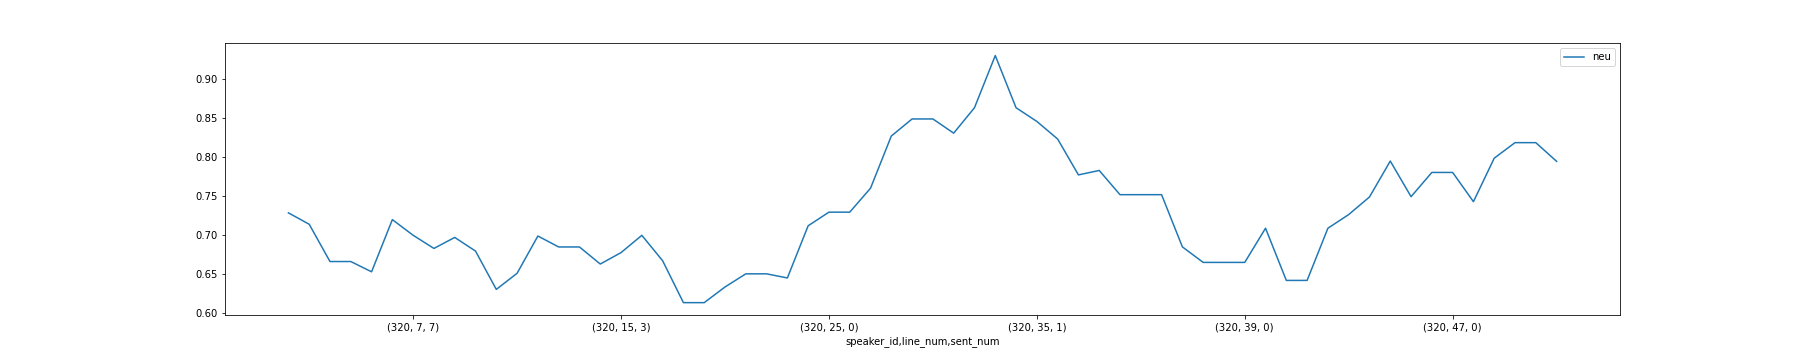 neu
0.90
0.85
0.80
0.75
0.70
0.65
0.60
(320, 7, 7) (320, 15, 3) (320, 25, 0) (320, 35, 1) (320, 39, 0) (320, 47, 0)
speaker_id,line_num,sent_num